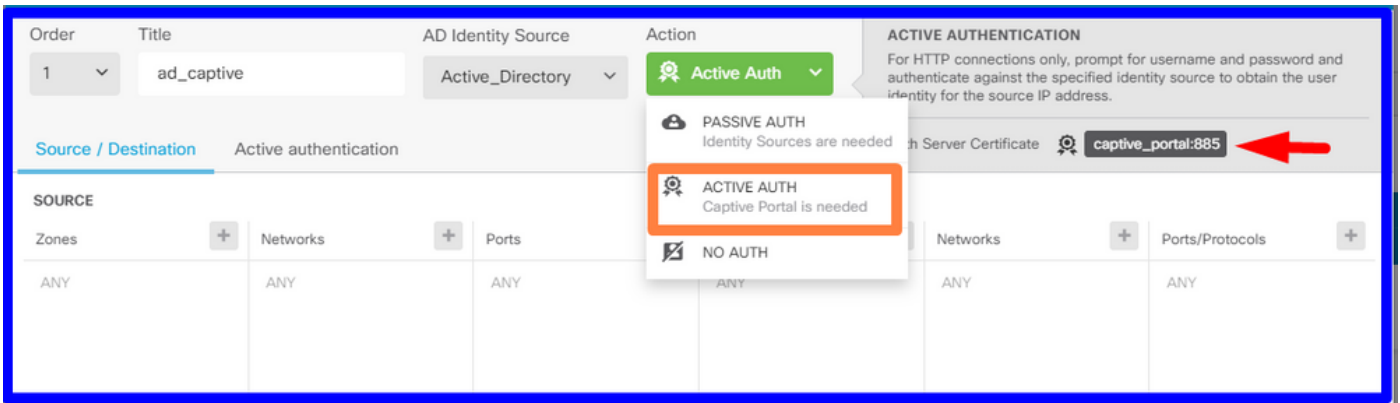 Order Title AD Identity Source Action
1 ad_captive Active_Directory Active Auth
ACTIVE AUTHENTICATION
For HTTP connections only, prompt for username and password and
authenticate against the specified identity source to obtain the user
identity for the source IP address.
PASSIVE AUTH
Identity Sources are needed
ACTIVE AUTH
Captive Portal is needed
NO AUTH
Server Certificate captive_portal:885
Source / Destination Active authentication
SOURCE
Zones Networks Ports Networks Ports/Protocols
ANY ANY ANY ANY ANY ANY